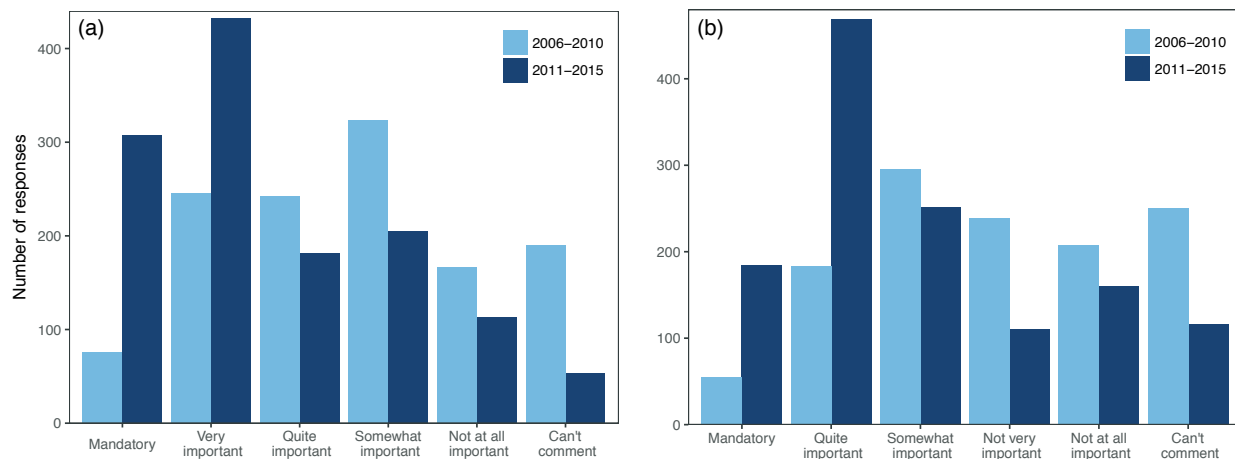 (a)
2006–2010
2011–2015
Number of responses
400
300
200
100
0
Mandatory
Very
important
Quite
important
Somewhat
important
Not at all
important
Can't
comment
(b)
2006–2010
2011–2015
400
300
200
100
0
Mandatory
Quite
important
Somewhat
important
Not very
important
Not at all
important
Can't
comment